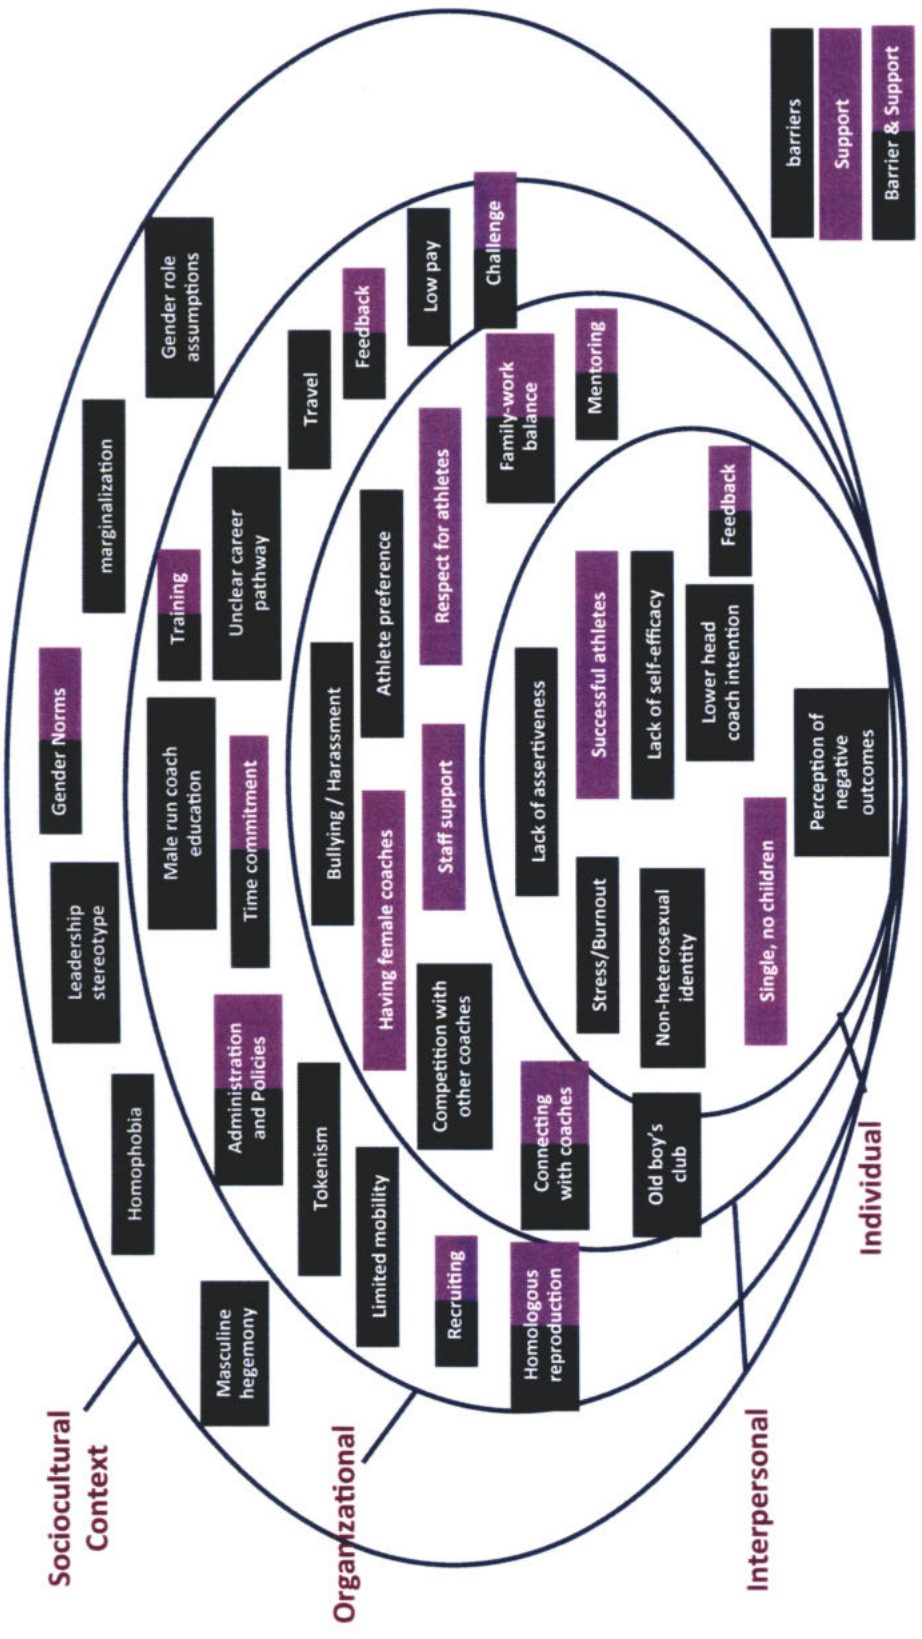 Sociocultural
Context
Organizational
Interpersonal
Individual
Gender Norms
marginalization
Leadership
stereotype
Homophobia
Gender role
assumptions
Masculine
hegemony
Training
Male run coach
education
Unclear career
pathway
Time commitment
Administration
and Policies
Travel
Tokenism
Feedback
Limited mobility
Low pay
Recruiting
Challenge
Homologous
reproduction
Bullying / Harassment
Athlete preference
Having female coaches
Respect for athletes
Staff support
Competition with
other coaches
Family-work
balance
Connecting
with coaches
Mentoring
Old boy's
club
Lack of assertiveness
Successful athletes
Stress/Burnout
Lack of self-efficacy
Non-heterosexual
identity
Lower head
coach intention
Feedback
Single, no children
Perception of
negative
outcomes
barriers
Support
Barrier & Support